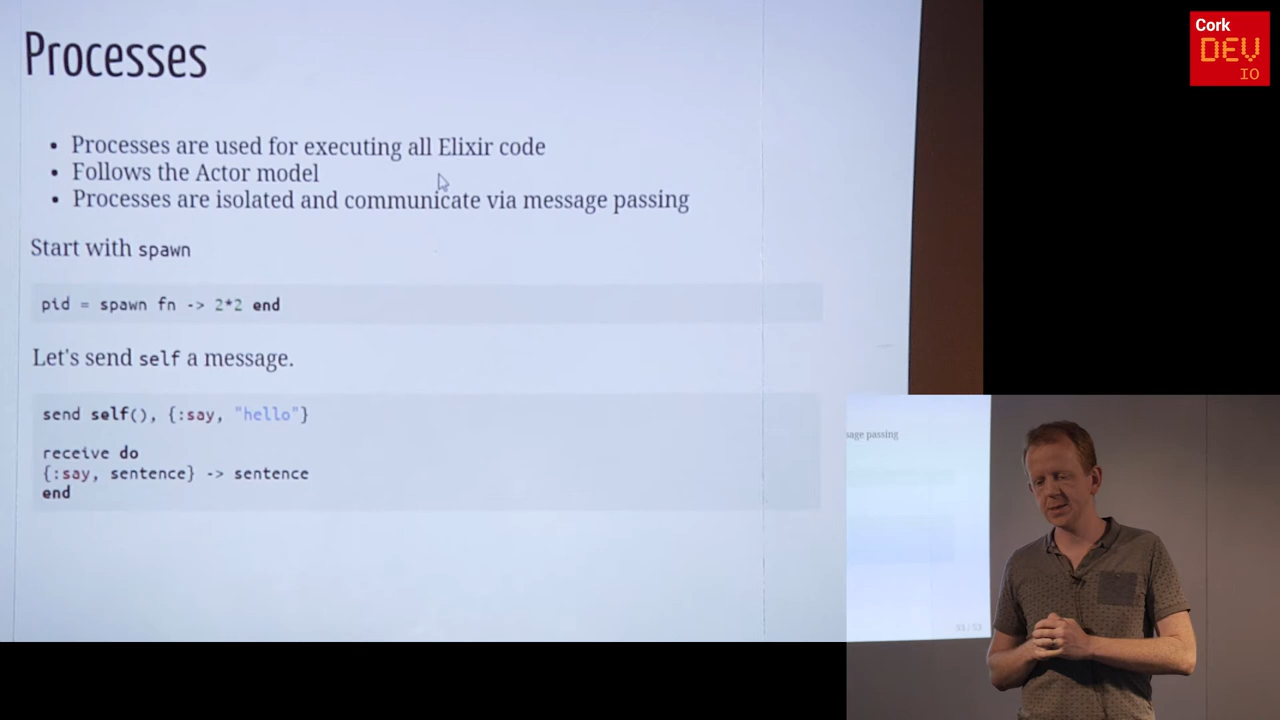 Processes
Processes are used for executing all Elixir code
Follows the Actor model
Processes are isolated and communicate via message passing
Start with spawn
pid = spawn fn -> 2*2 end
Let's send self a message.
send self(), {:say, "hello"}
receive do
{:say, sentence} -> sentence
end
Cork
DEV
IO
sage passing